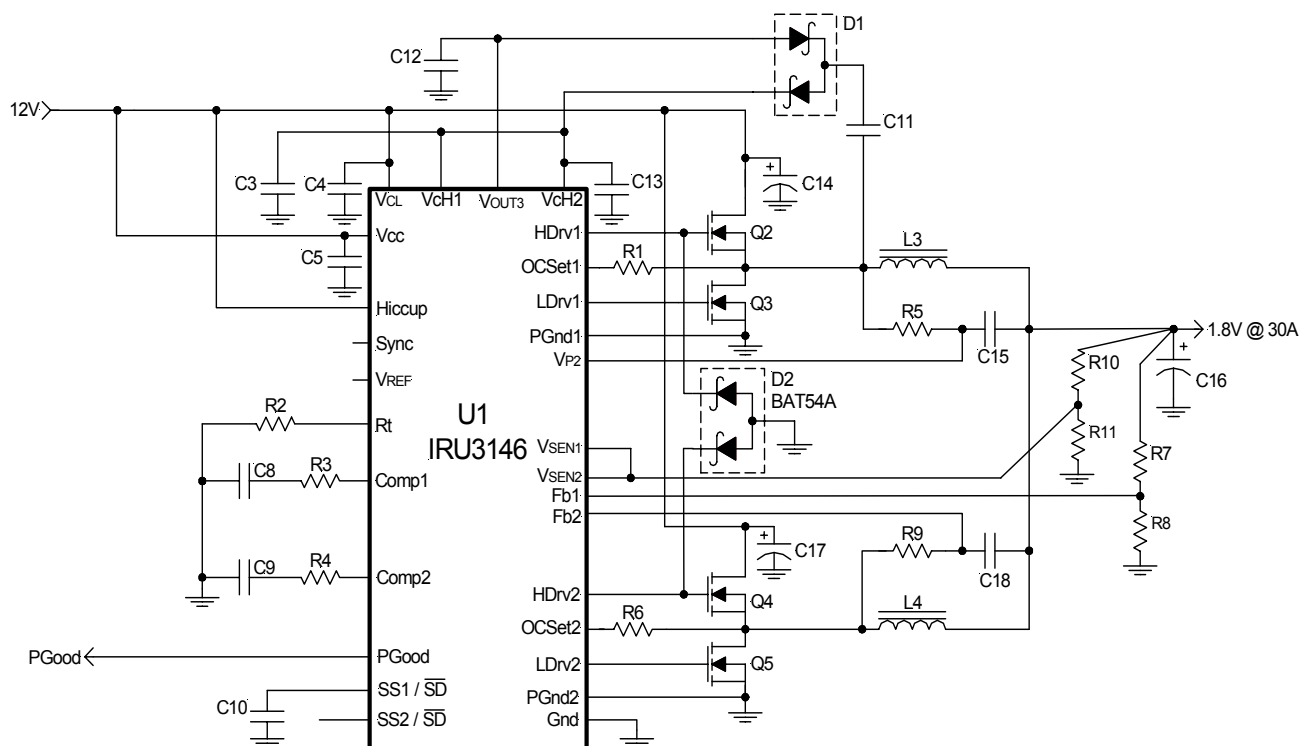 D1
C12
12V
C11
C3
C4
C13
C14
VCL
VcH1
VOUT3
VcH2
Vcc
HDrv1
Q2
L3
C5
OCSet1
R1
Hiccup
LDrv1
Q3
R5
1.8V @ 30A
Sync
PGnd1
C15
R10
VP2
C16
VREF
D2
BAT54A
R2
Rt
U1
IRU3146
R11
VSEN1
R7
C8
R3
Comp1
VSEN2
Fb1
Fb2
R8
R9
C17
C9
R4
Comp2
C18
HDrv2
Q4
L4
OCSet2
R6
PGood
PGood
LDrv2
Q5
SS1 / SD
PGnd2
C10
SS2 / SD
Gnd